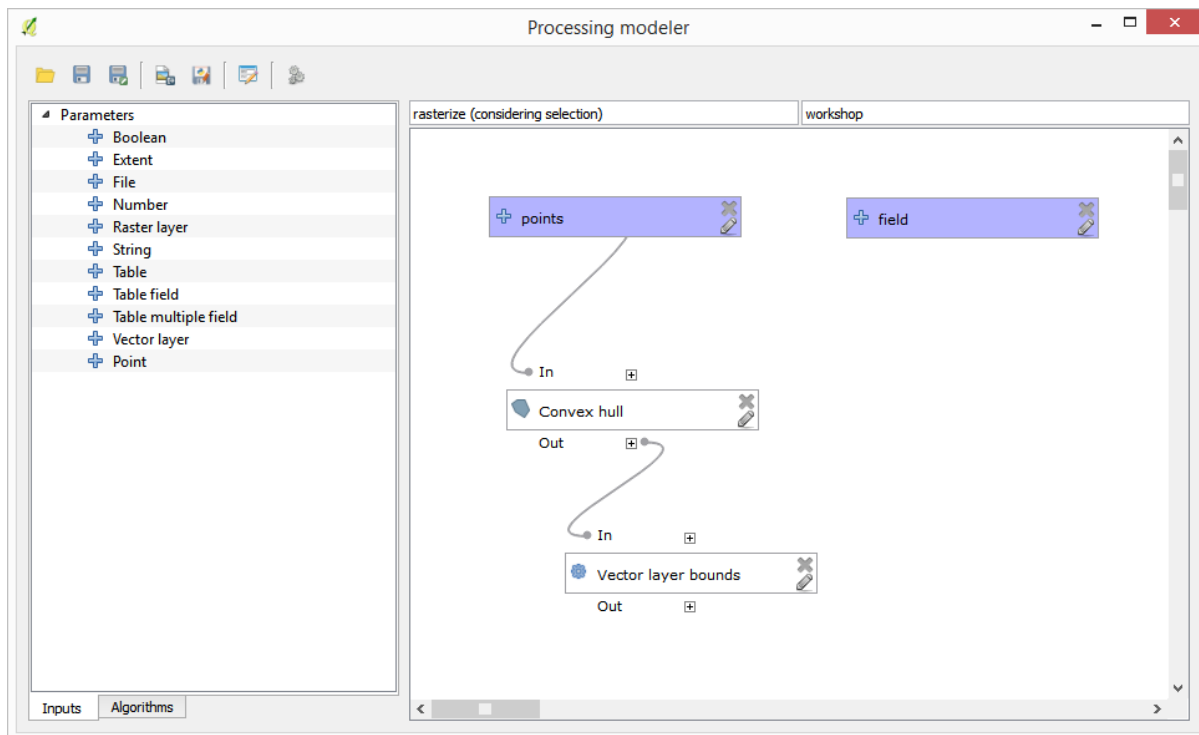 Processing modeler
Parameters
Boolean
Extent
File
Number
Raster layer
String
Table
Table field
Table multiple field
Vector layer
Point
Inputs
Algorithms
rasterize (considering selection)
workshop
points
field
In
Convex hull
Out
In
Vector layer bounds
Out